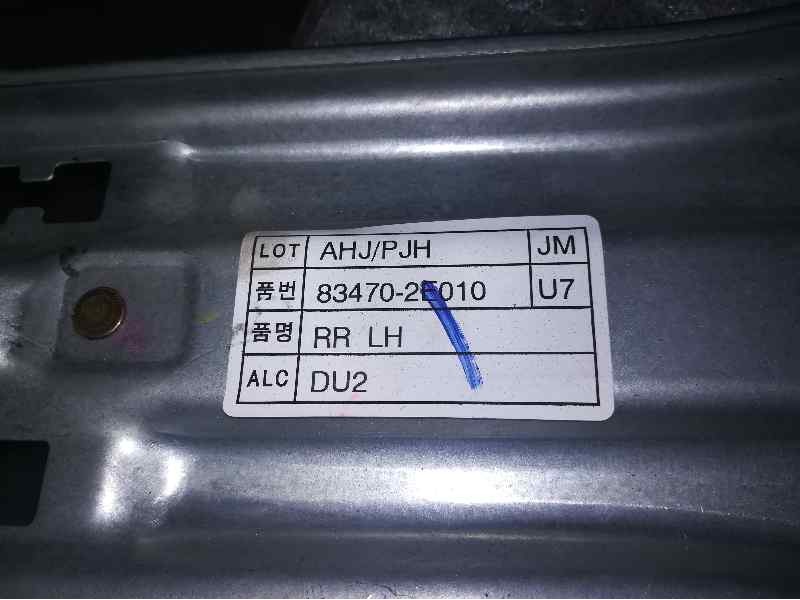 LOT AHJ/PJH JM
품번 83470-2E010 U7
품명 RR LH
ALC DU2